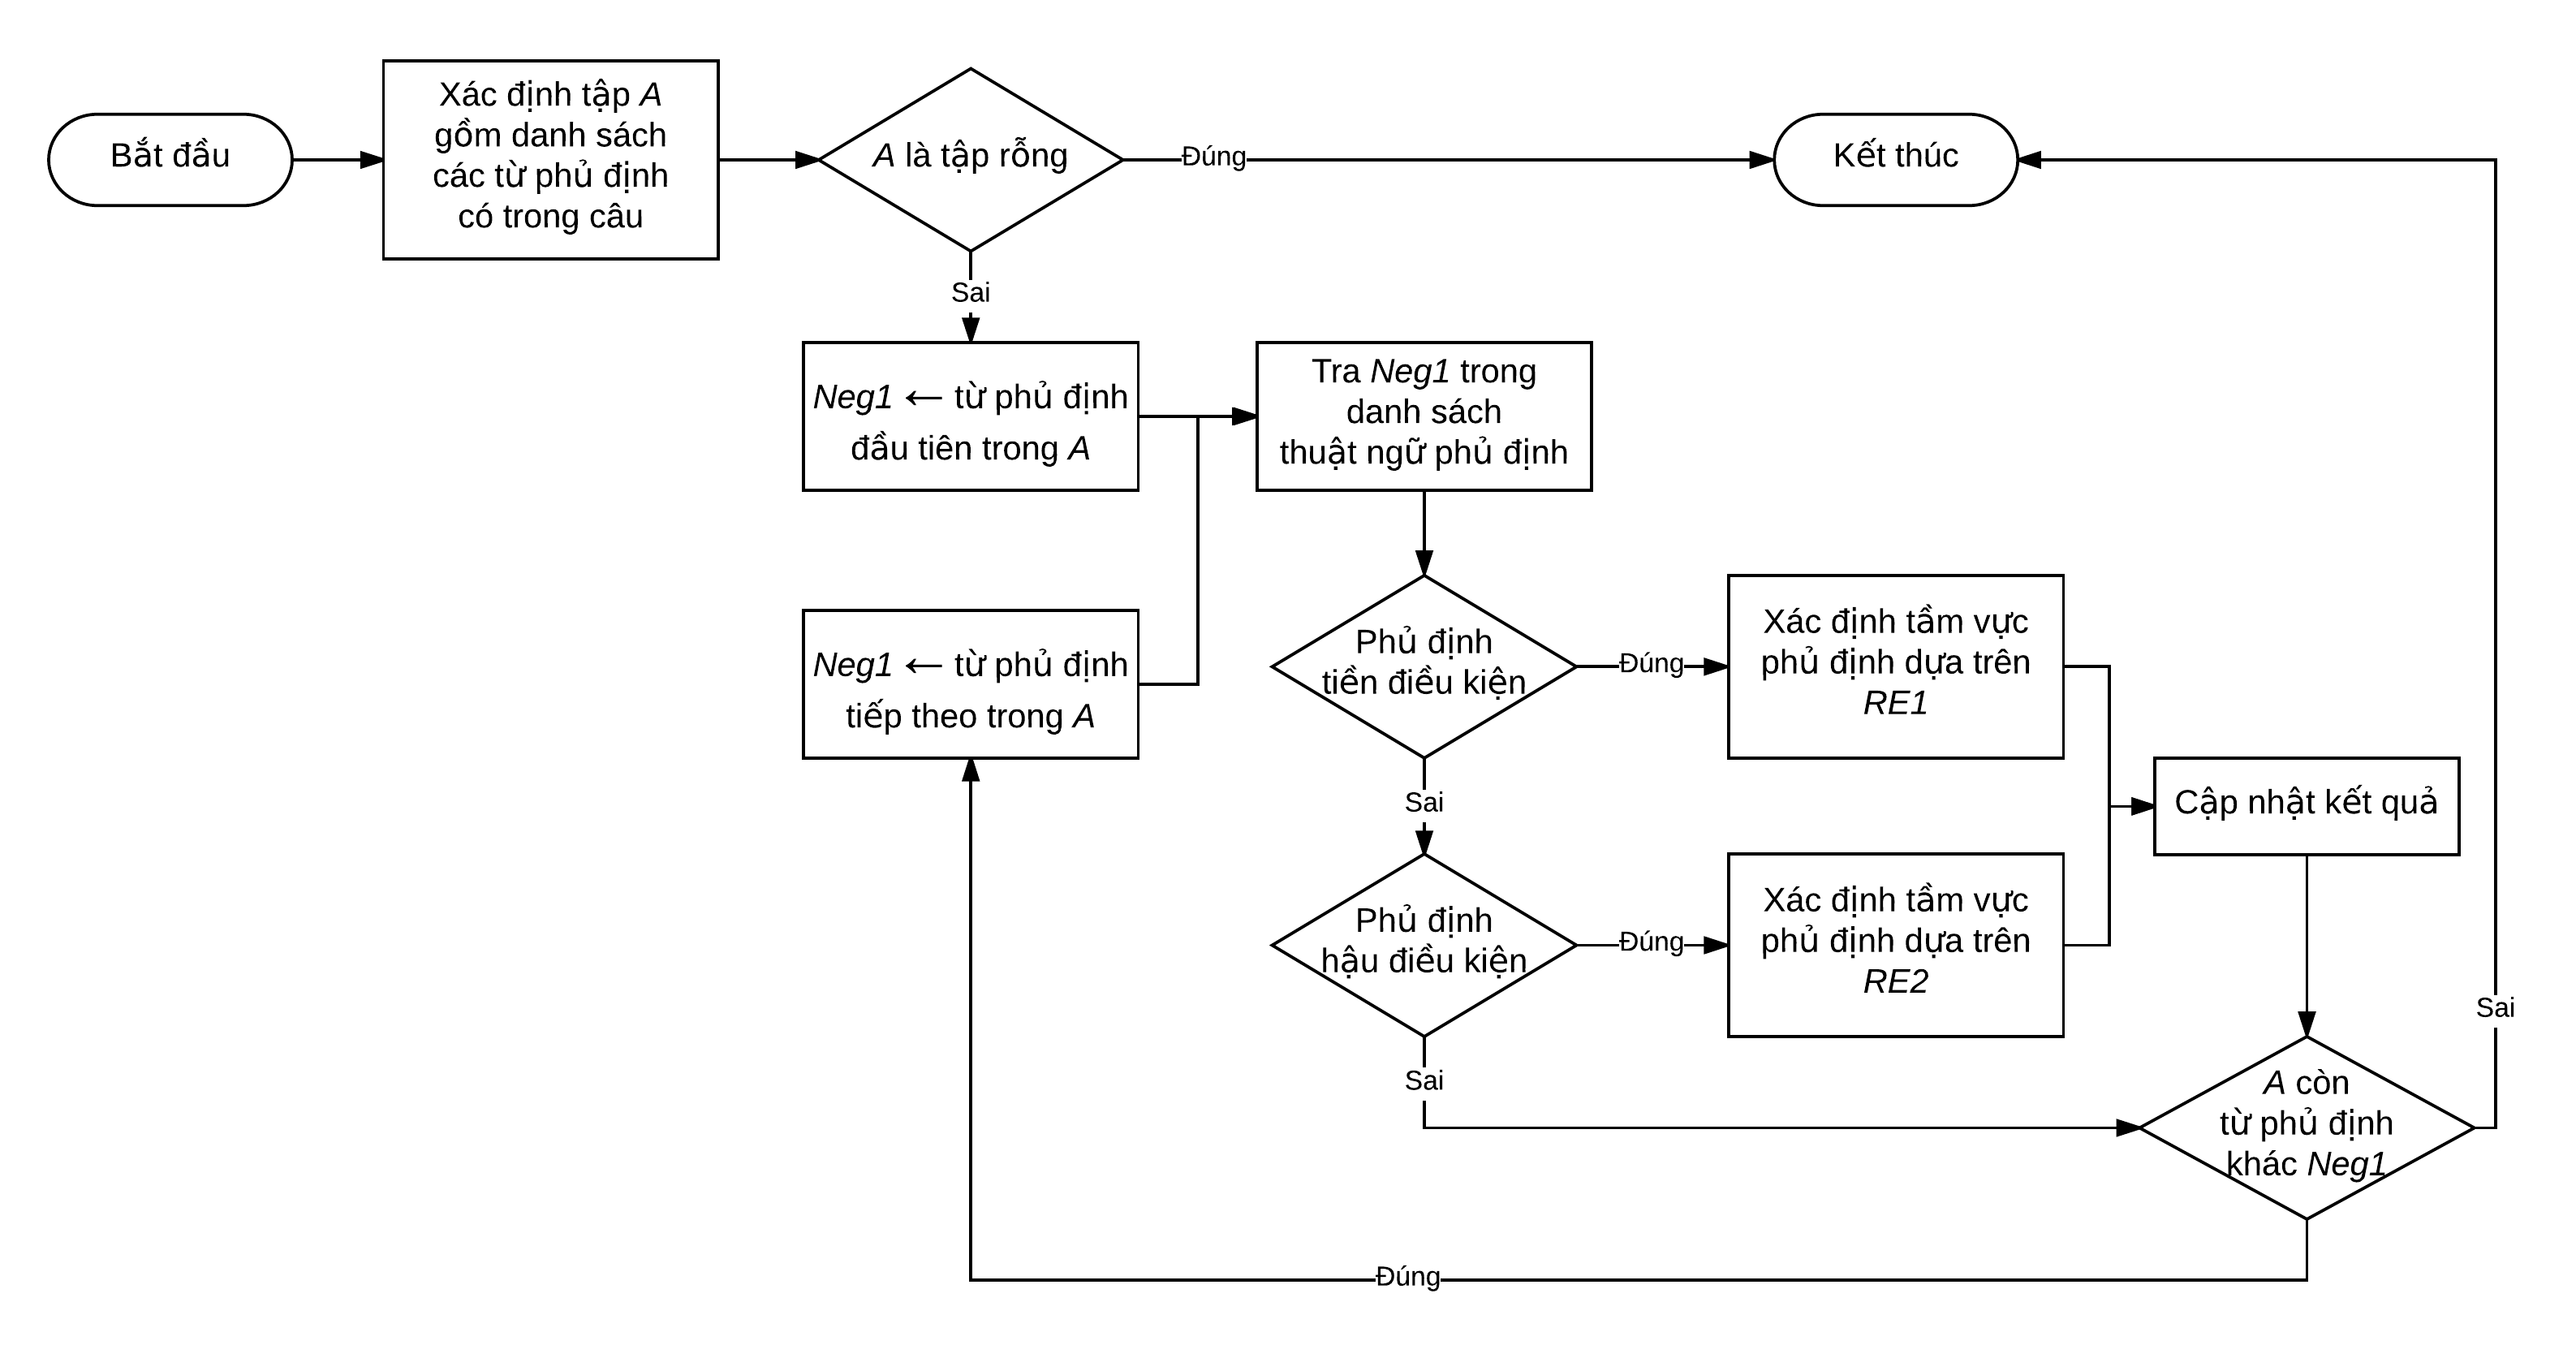 Bắt đầu
Xác định tập A
gồm danh sách
các từ phủ định
có trong câu
A là tập rỗng
Đúng
Kết thúc
Sai
Neg1 ← từ phủ định
đầu tiên trong A
Tra Neg1 trong
danh sách
thuật ngữ phủ định
Neg1 ← từ phủ định
tiếp theo trong A
Phủ định
tiền điều kiện
Đúng
Xác định tầm vực
phủ định dựa trên
RE1
Sai
Cập nhật kết quả
Phủ định
hậu điều kiện
Đúng
Xác định tầm vực
phủ định dựa trên
RE2
Sai
Sai
A còn
từ phủ định
khác Neg1
Đúng